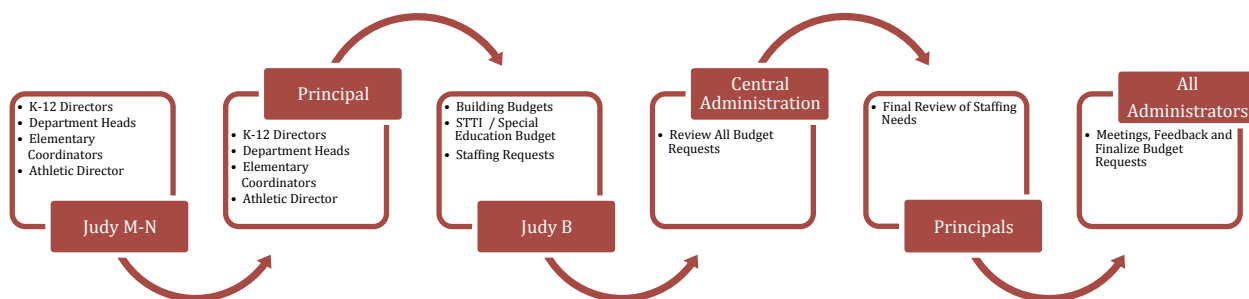 • K-12 Directors
• Department Heads
• Elementary
Coordinators
• Athletic Director
Judy M-N
Principal
• K-12 Directors
• Department Heads
• Elementary
Coordinators
• Athletic Director
• Building Budgets
• STTI / Special
Education Budget
• Staffing Requests
Judy B
Central
Administration
• Review All Budget
Requests
• Final Review of Staffing
Needs
Principals
All
Administrators
• Meetings, Feedback and
Finalize Budget
Requests